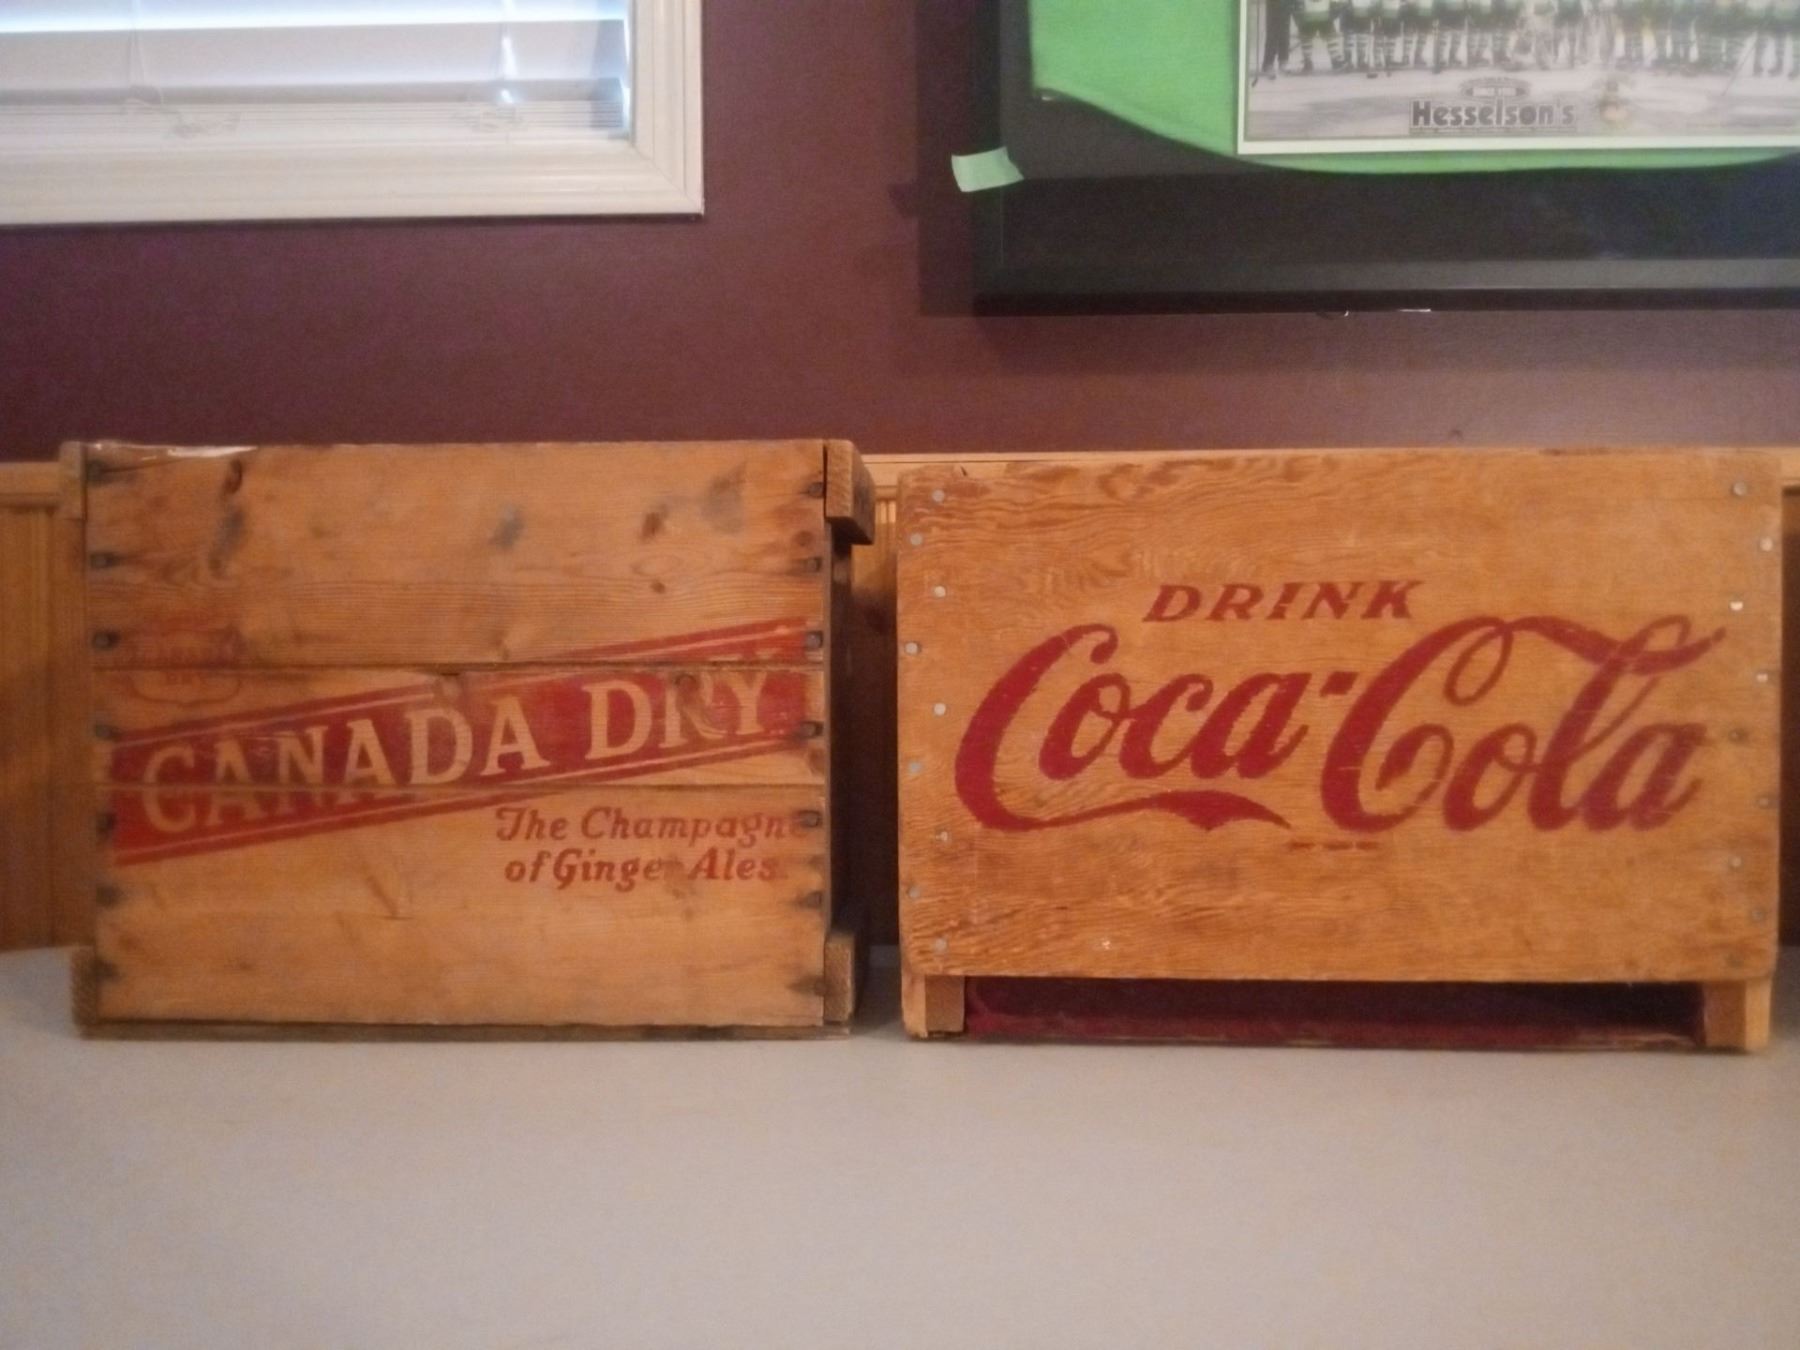 Hesselson's
CANADA DRY
The Champagne
of Ginger Ales.
DRINK
Coca-Cola